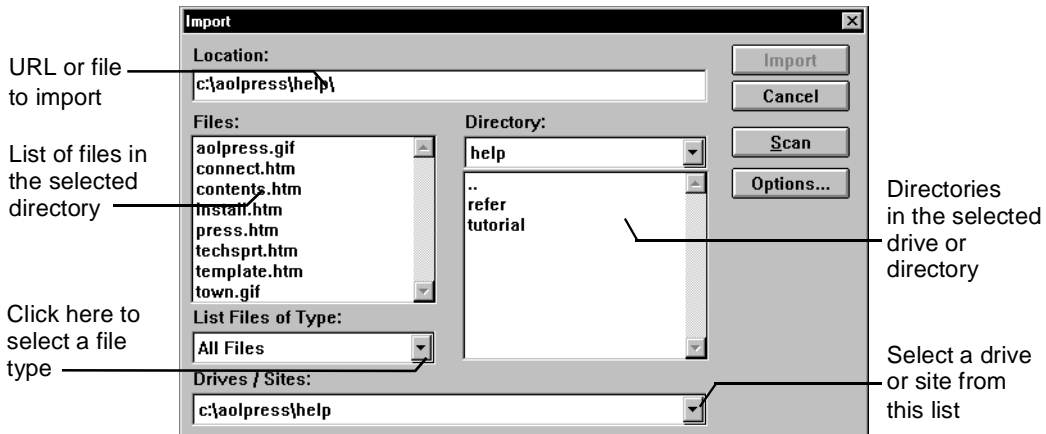 Import
Location:
c:\aolpress\help\
Import
Cancel
Files:
aolpress.gif
connect.htm
contents.htm
install.htm
press.htm
techsprt.htm
template.htm
town.gif
Directory:
help
..
refer
tutorial
Scan
Options...
List Files of Type:
All Files
Drives / Sites:
c:\aolpress\help
URL or file
to import
List of files in
the selected
directory
Click here to
select a file
type
Directories
in the selected
drive or
directory
Select a drive
or site from
this list